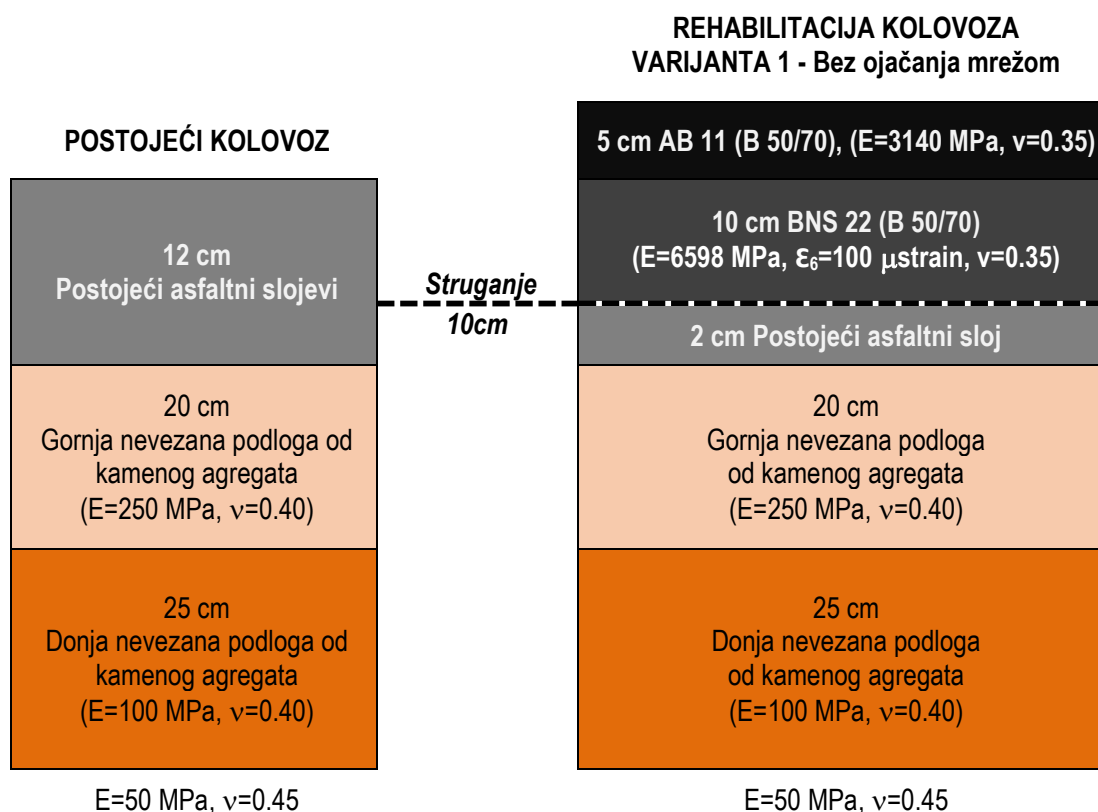 REHABILITACIJA KOLOVOZA
VARIJANTA 1 - Bez ojačanja mrežom
POSTOJEĆI KOLOVOZ
12 cm
Postojeći asfaltni slojevi
20 cm
Gornja nevezana podloga od
kamenog agregata
(E=250 MPa, ν=0.40)
25 cm
Donja nevezana podloga od
kamenog agregata
(E=100 MPa, ν=0.40)
E=50 MPa, ν=0.45
Struganje
10cm
5 cm AB 11 (B 50/70), (E=3140 MPa, ν=0.35)
10 cm BNS 22 (B 50/70)
(E=6598 MPa, Ɛ₆=100 μstrain, ν=0.35)
2 cm Postojeći asfaltni sloj
20 cm
Gornja nevezana podloga
od kamenog agregata
(E=250 MPa, ν=0.40)
25 cm
Donja nevezana podloga
od kamenog agregata
(E=100 MPa, ν=0.40)
E=50 MPa, ν=0.45